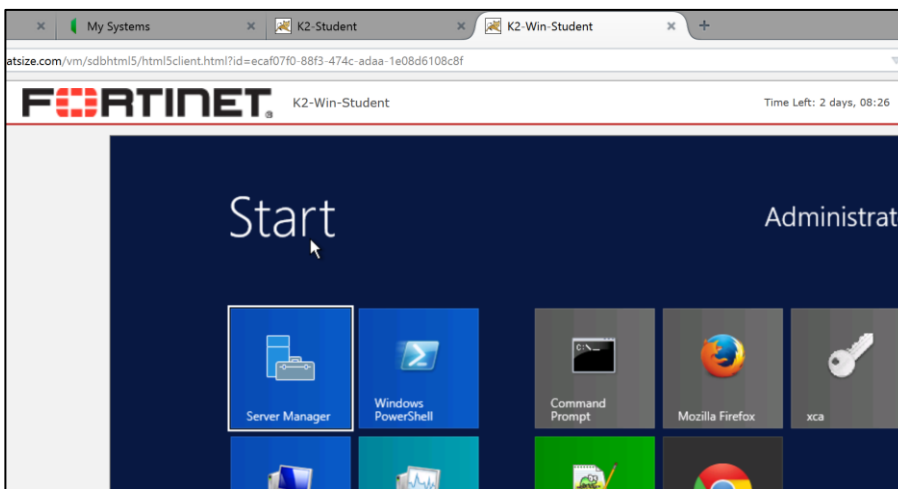 My Systems
K2-Student
K2-Win-Student
atsize.com/vm/sdbhtml5/html5client.html?id=ecaf07f0-88f3-474c-adaa-1e08d6108c8f
FORTINET
K2-Win-Student
Time Left: 2 days, 08:26
Start
Administrat
Server Manager
Windows
PowerShell
Command
Prompt
Mozilla Firefox
xca